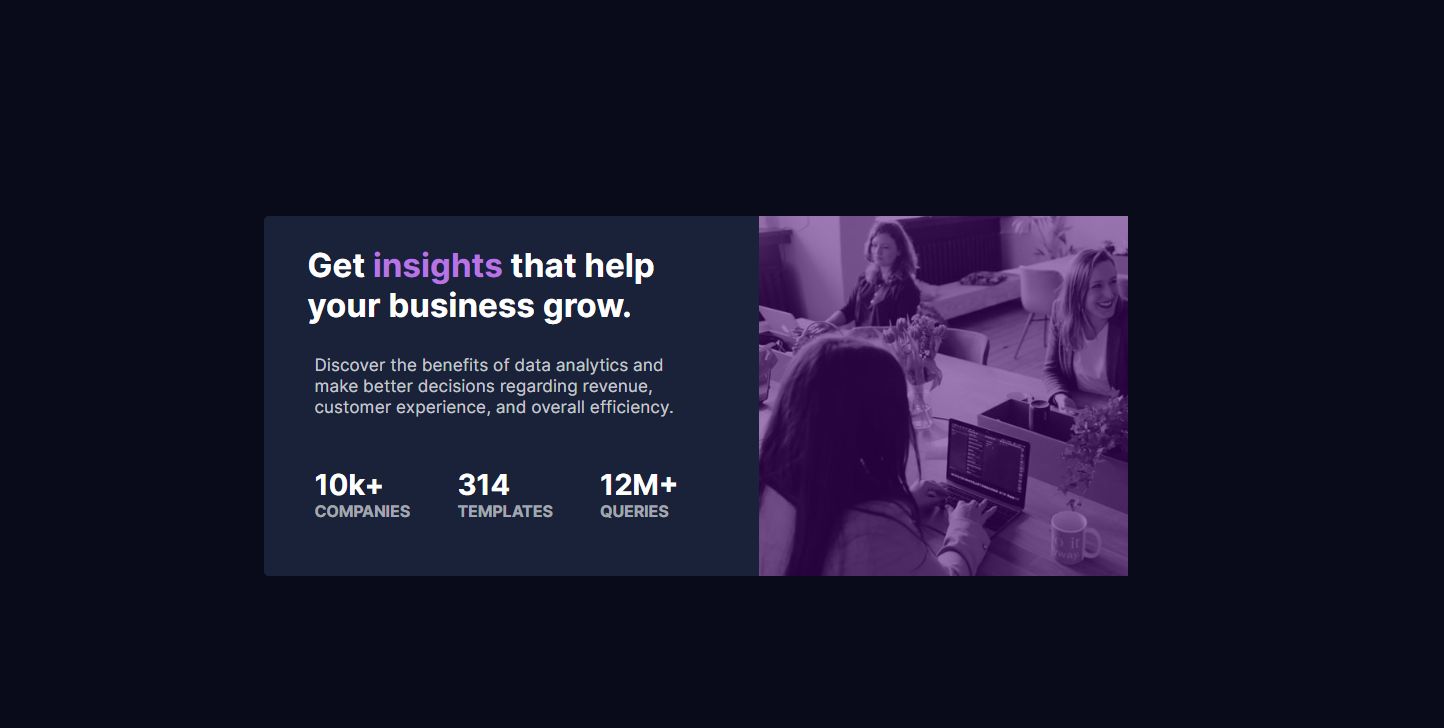 Get insights that help
your business grow.
Discover the benefits of data analytics and
make better decisions regarding revenue,
customer experience, and overall efficiency.
10k+ 314 12M+
COMPANIES TEMPLATES QUERIES